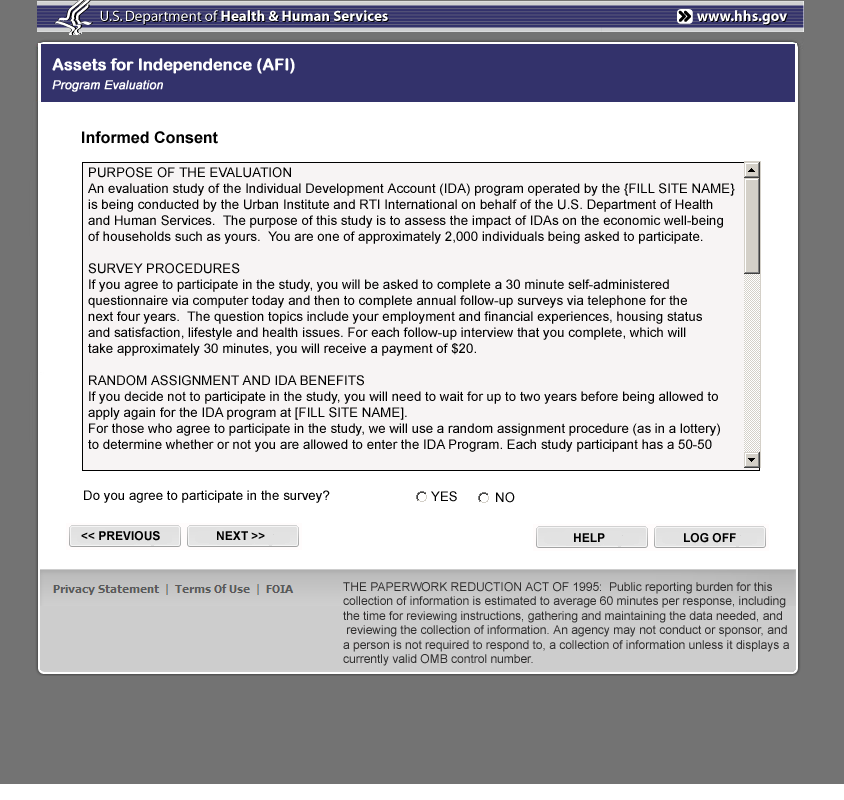 U.S. Department of Health & Human Services
www.hhs.gov
Assets for Independence (AFI)
Program Evaluation
Informed Consent
PURPOSE OF THE EVALUATION
An evaluation study of the Individual Development Account (IDA) program operated by the {FILL SITE NAME}
is being conducted by the Urban Institute and RTI International on behalf of the U.S. Department of Health
and Human Services.  The purpose of this study is to assess the impact of IDAs on the economic well-being
of households such as yours.  You are one of approximately 2,000 individuals being asked to participate.
SURVEY PROCEDURES
If you agree to participate in the study, you will be asked to complete a 30 minute self-administered
questionnaire via computer today and then to complete annual follow-up surveys via telephone for the
next four years.  The question topics include your employment and financial experiences, housing status
and satisfaction, lifestyle and health issues. For each follow-up interview that you complete, which will
take approximately 30 minutes, you will receive a payment of $20.
RANDOM ASSIGNMENT AND IDA BENEFITS
If you decide not to participate in the study, you will need to wait for up to two years before being allowed to
apply again for the IDA program at [FILL SITE NAME].
For those who agree to participate in the study, we will use a random assignment procedure (as in a lottery)
to determine whether or not you are allowed to enter the IDA Program. Each study participant has a 50-50
Do you agree to participate in the survey?
YES
NO
<< PREVIOUS
NEXT >>
HELP
LOG OFF
Privacy Statement | Terms Of Use | FOIA
THE PAPERWORK REDUCTION ACT OF 1995:  Public reporting burden for this
collection of information is estimated to average 60 minutes per response, including
the time for reviewing instructions, gathering and maintaining the data needed, and
reviewing the collection of information. An agency may not conduct or sponsor, and
a person is not required to respond to, a collection of information unless it displays a
currently valid OMB control number.